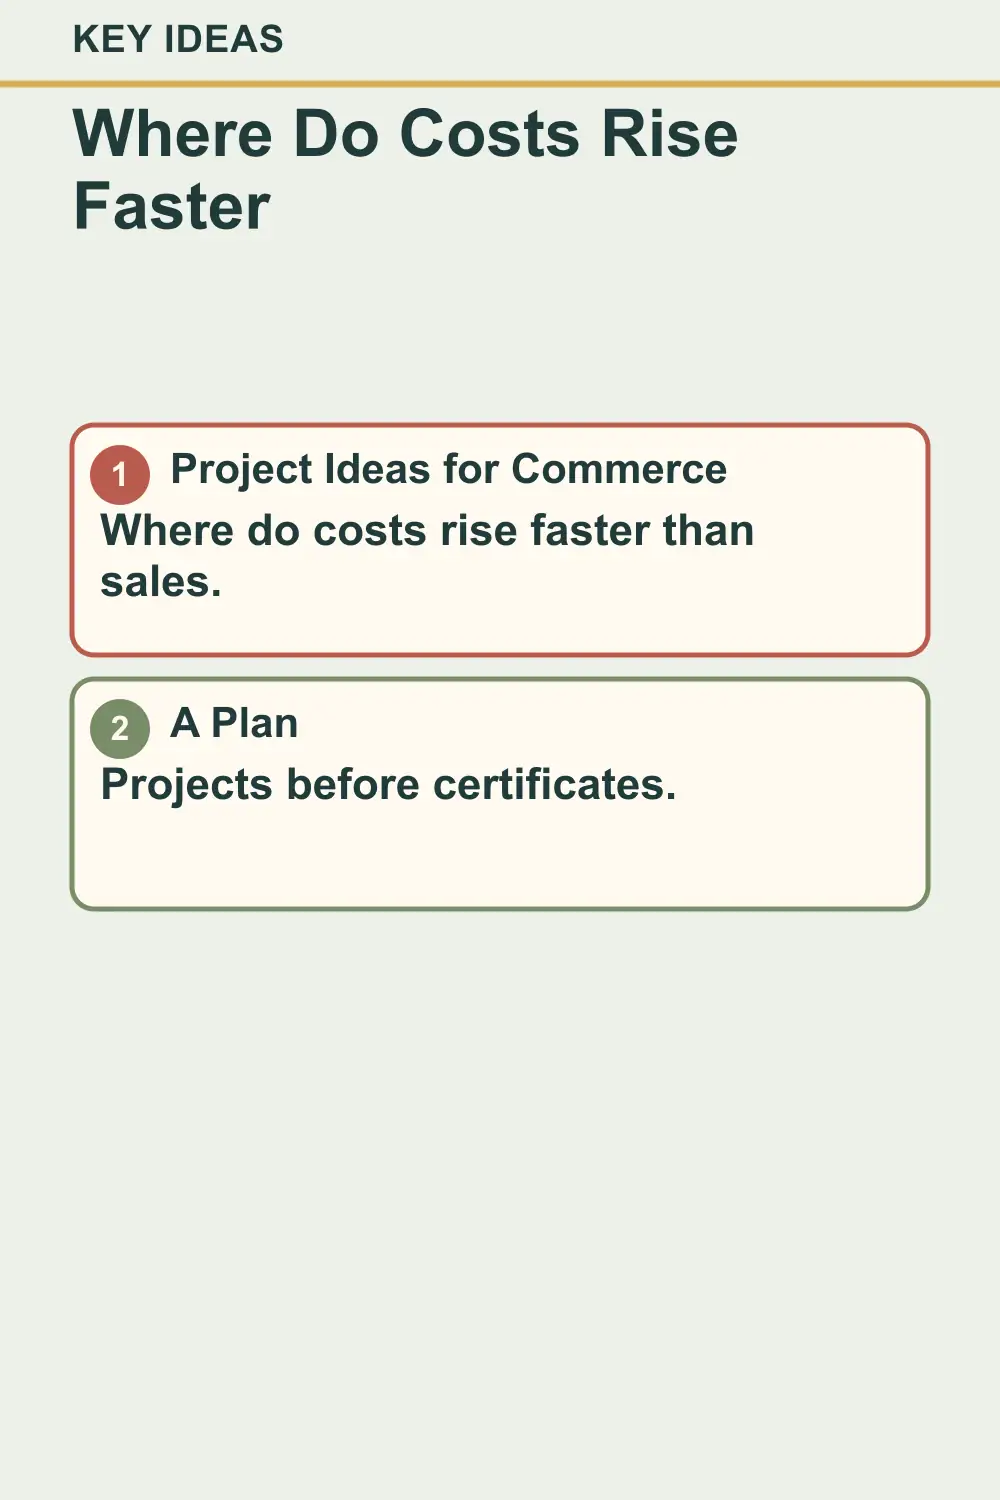 KEY IDEAS
Where Do Costs Rise
Faster
1 Project Ideas for Commerce
Where do costs rise faster than
sales.
2 A Plan
Projects before certificates.